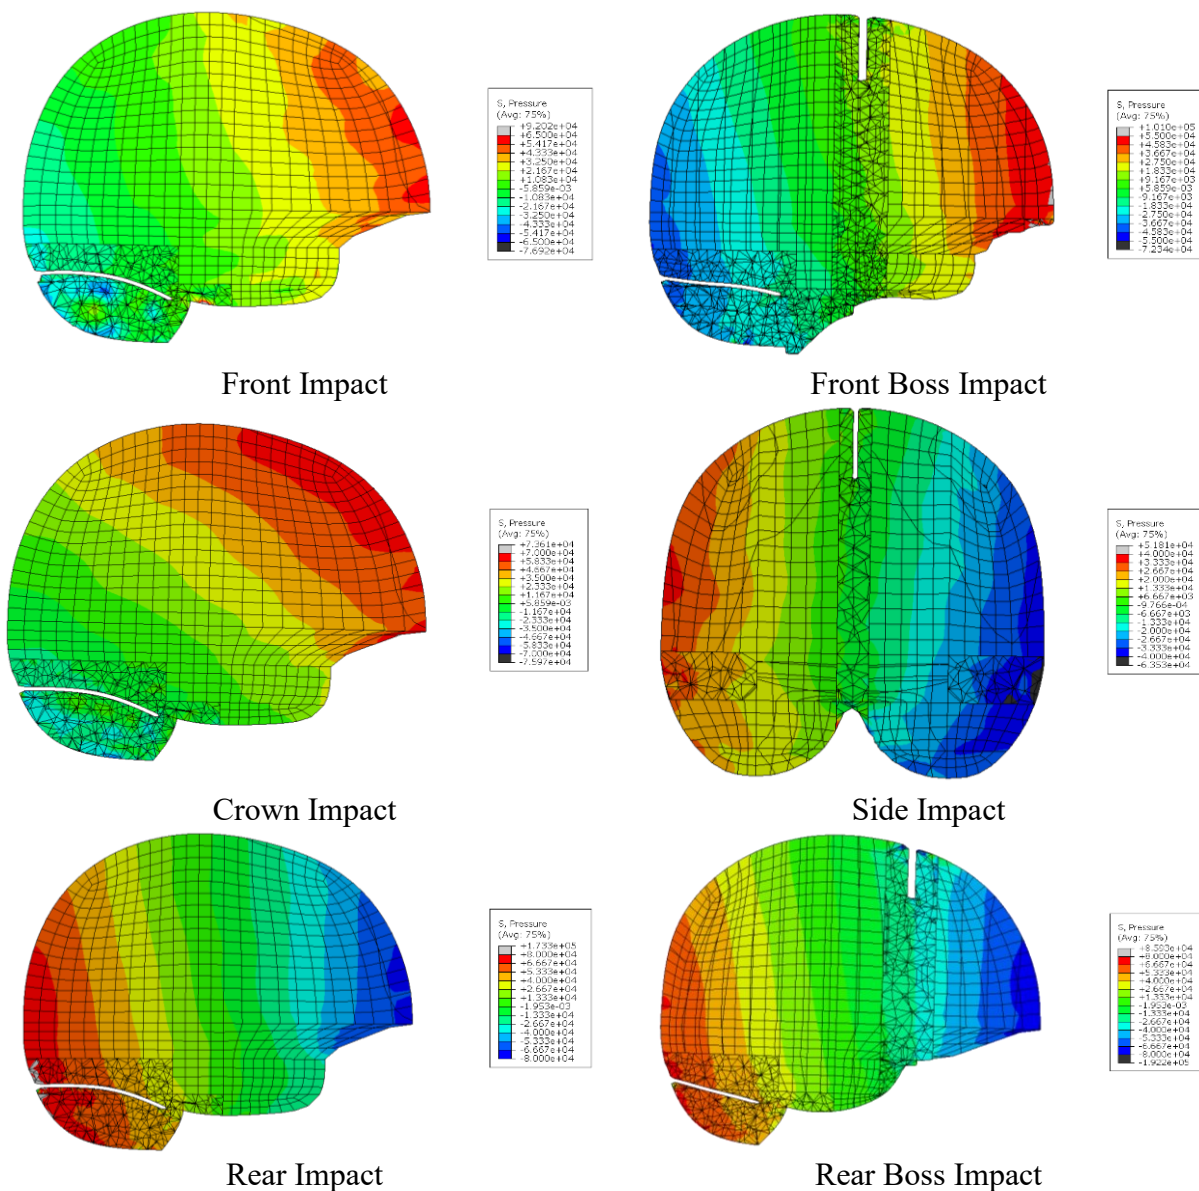 S, Pressure
(Avg: 75%)
+9.202e+04
+6.500e+04
+5.417e+04
+4.333e+04
+3.250e+04
+2.167e+04
+1.083e+04
-5.859e-03
-1.083e+04
-2.167e+04
-3.250e+04
-4.333e+04
-5.417e+04
-6.500e+04
-7.692e+04
Front Impact
S, Pressure
(Avg: 75%)
+1.010e+05
+5.500e+04
+4.583e+04
+3.667e+04
+2.750e+04
+1.833e+04
+9.167e+03
+5.859e-03
-9.167e+03
-1.833e+04
-2.750e+04
-3.667e+04
-4.583e+04
-5.500e+04
-7.234e+04
Front Boss Impact
S, Pressure
(Avg: 75%)
+7.361e+04
+7.000e+04
+5.833e+04
+4.667e+04
+3.500e+04
+2.333e+04
+1.167e+04
+5.859e-03
-1.167e+04
-2.333e+04
-3.500e+04
-4.667e+04
-5.833e+04
-7.000e+04
-7.597e+04
Crown Impact
S, Pressure
(Avg: 75%)
+5.181e+04
+4.000e+04
+3.333e+04
+2.667e+04
+2.000e+04
+1.333e+04
+6.667e+03
-9.766e-04
-6.667e+03
-1.333e+04
-2.000e+04
-2.667e+04
-3.333e+04
-4.000e+04
-6.353e+04
Side Impact
S, Pressure
(Avg: 75%)
+1.733e+05
+8.000e+04
+6.667e+04
+5.333e+04
+4.000e+04
+2.667e+04
+1.333e+04
-1.953e-03
-1.333e+04
-2.667e+04
-4.000e+04
-5.333e+04
-6.667e+04
-8.000e+04
Rear Impact
S, Pressure
(Avg: 75%)
+8.000e+04
+6.667e+04
+5.333e+04
+4.000e+04
+2.667e+04
+1.333e+04
-1.953e-03
-1.333e+04
-2.667e+04
-4.000e+04
-5.333e+04
-6.667e+04
-8.000e+04
-1.922e+05
Rear Boss Impact